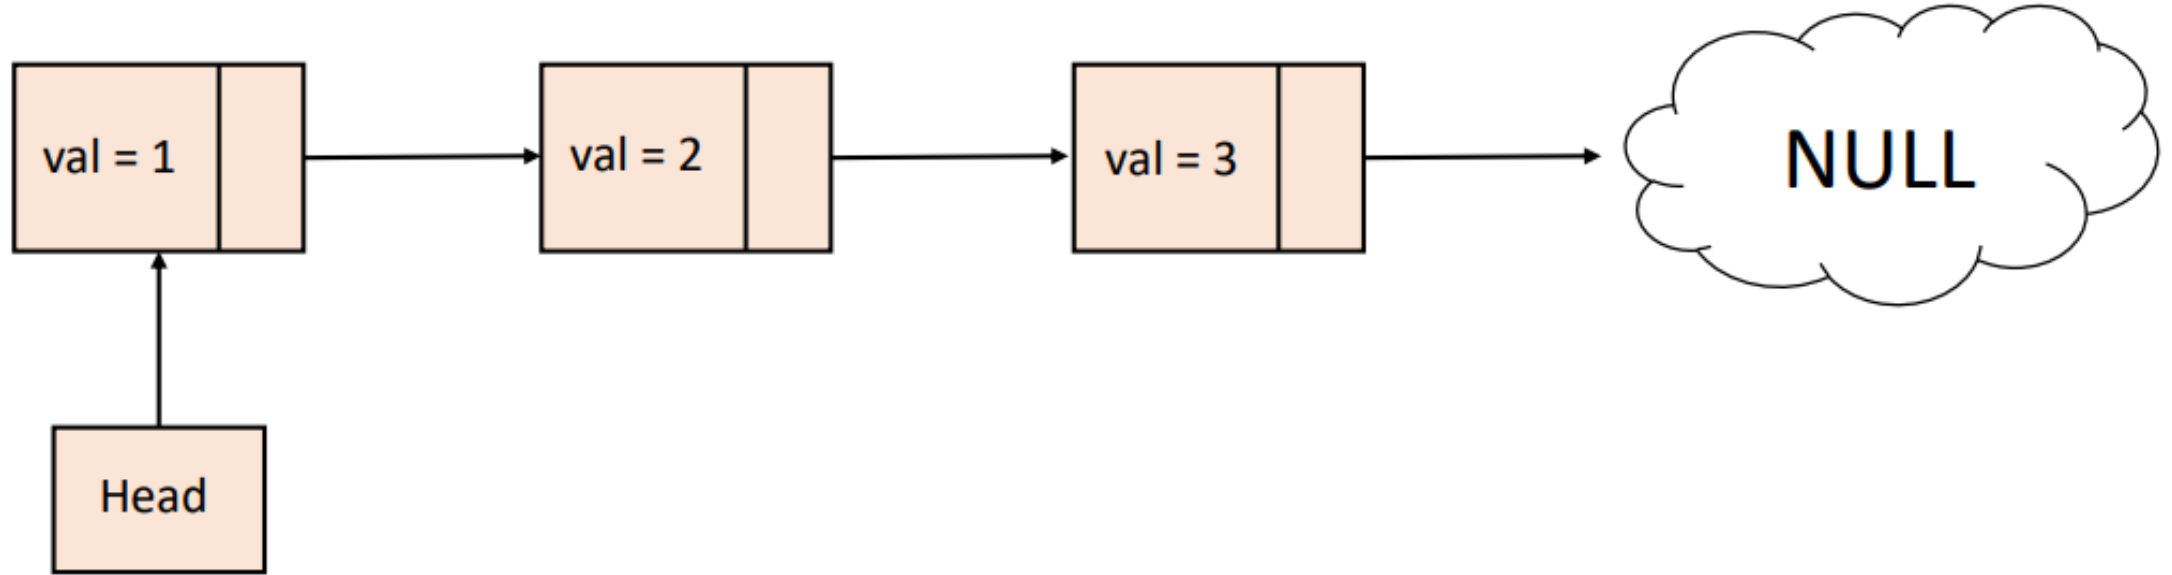 val = 1
val = 2
val = 3
NULL
Head